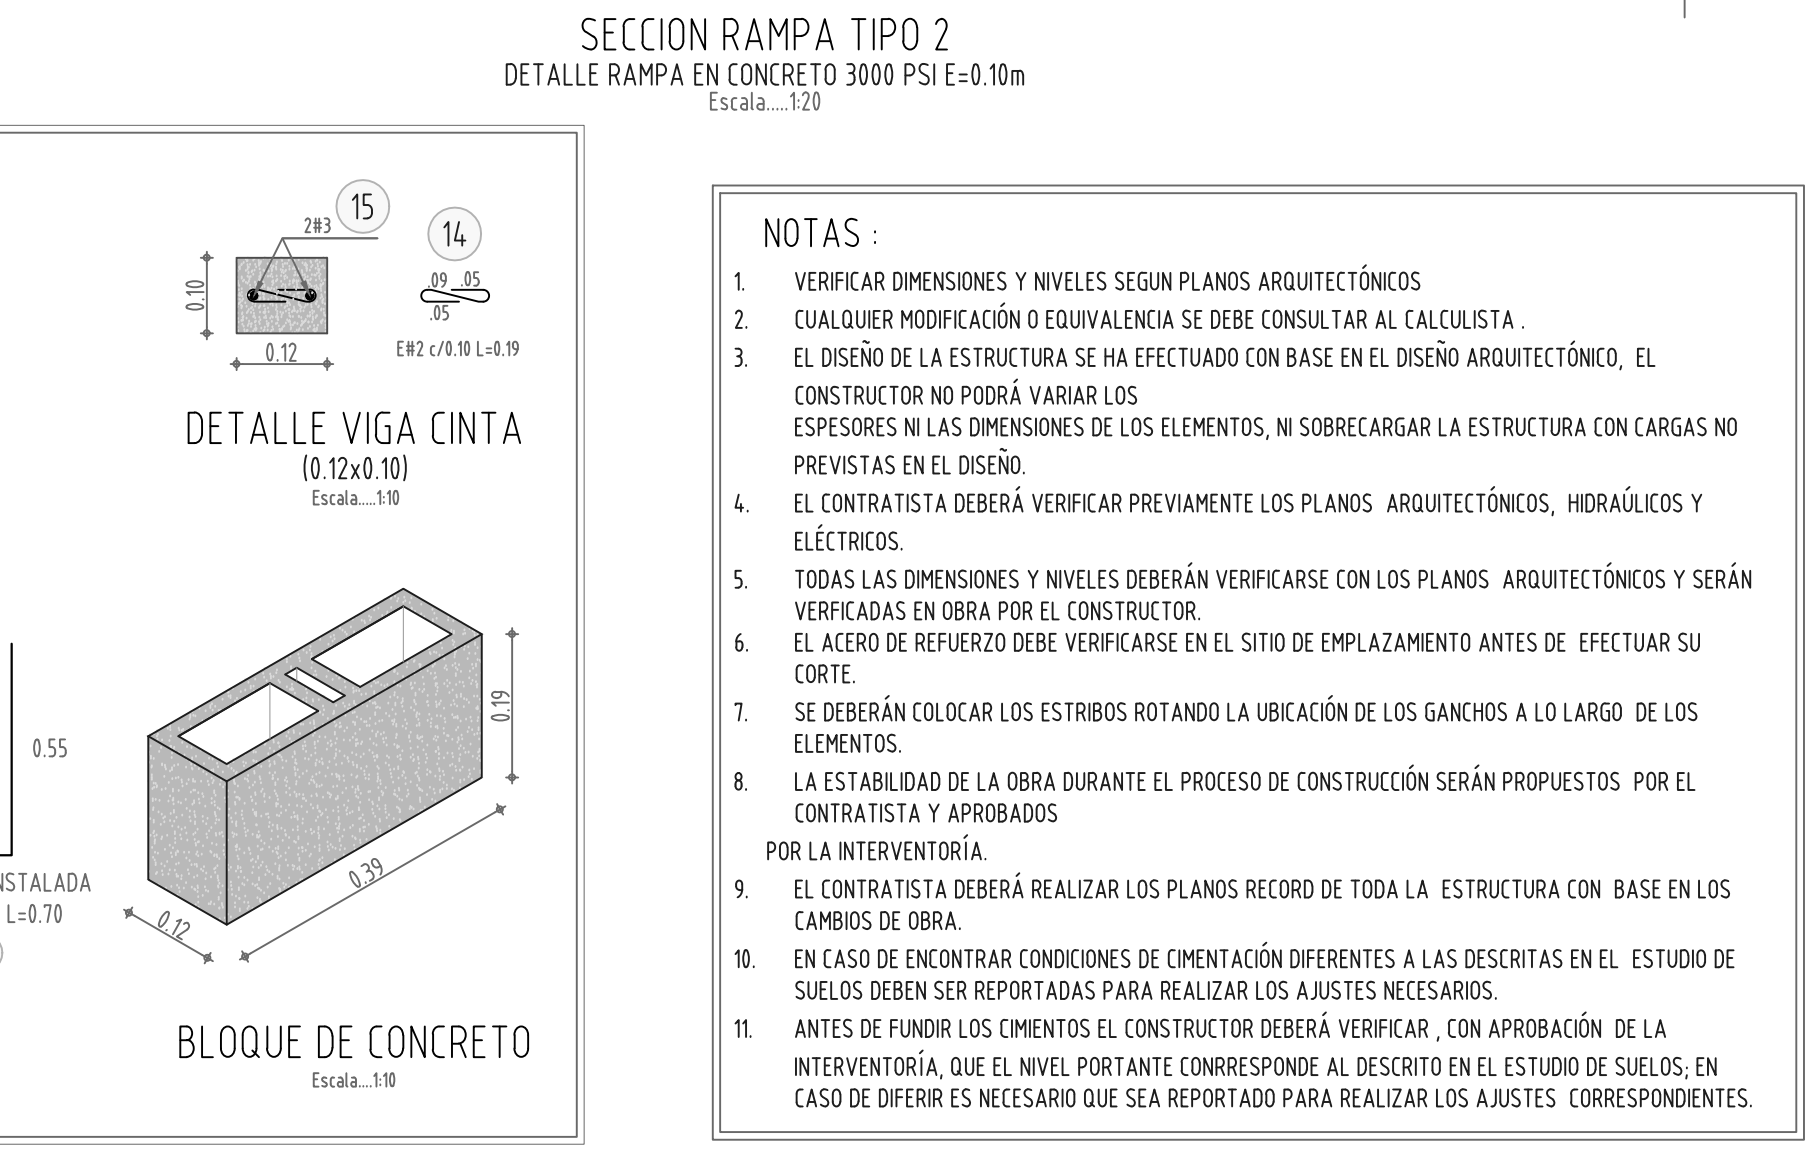 SECCION RAMPA TIPO 2
DETALLE RAMPA EN CONCRETO 3000 PSI E=0.10m
Escala.....1:20
15
2#3
14
.09 .05
.05
0.10
0.12
E#2 c/0.10 L=0.19
DETALLE VIGA CINTA
(0.12x0.10)
Escala.....1:10
0.19
0.55
0.39
0.12
L=0.70
BLOQUE DE CONCRETO
Escala....1:10
NOTAS :
1. VERIFICAR DIMENSIONES Y NIVELES SEGUN PLANOS ARQUITECTÓNICOS
2. CUALQUIER MODIFICACIÓN O EQUIVALENCIA SE DEBE CONSULTAR AL CALCULISTA .
3. EL DISEÑO DE LA ESTRUCTURA SE HA EFECTUADO CON BASE EN EL DISEÑO ARQUITECTÓNICO, EL
CONSTRUCTOR NO PODRÁ VARIAR LOS
ESPESORES NI LAS DIMENSIONES DE LOS ELEMENTOS, NI SOBRECARGAR LA ESTRUCTURA CON CARGAS NO
PREVISTAS EN EL DISEÑO.
4. EL CONTRATISTA DEBERÁ VERIFICAR PREVIAMENTE LOS PLANOS ARQUITECTÓNICOS, HIDRAÚLICOS Y
ELÉCTRICOS.
5. TODAS LAS DIMENSIONES Y NIVELES DEBERÁN VERIFICARSE CON LOS PLANOS ARQUITECTÓNICOS Y SERÁN
VERFICADAS EN OBRA POR EL CONSTRUCTOR.
6. EL ACERO DE REFUERZO DEBE VERIFICARSE EN EL SITIO DE EMPLAZAMIENTO ANTES DE EFECTUAR SU
CORTE.
7. SE DEBERÁN COLOCAR LOS ESTRIBOS ROTANDO LA UBICACIÓN DE LOS GANCHOS A LO LARGO DE LOS
ELEMENTOS.
8. LA ESTABILIDAD DE LA OBRA DURANTE EL PROCESO DE CONSTRUCCIÓN SERÁN PROPUESTOS POR EL
CONTRATISTA Y APROBADOS
POR LA INTERVENTORÍA.
9. EL CONTRATISTA DEBERÁ REALIZAR LOS PLANOS RECORD DE TODA LA ESTRUCTURA CON BASE EN LOS
CAMBIOS DE OBRA.
10. EN CASO DE ENCONTRAR CONDICIONES DE CIMENTACIÓN DIFERENTES A LAS DESCRITAS EN EL ESTUDIO DE
SUELOS DEBEN SER REPORTADAS PARA REALIZAR LOS AJUSTES NECESARIOS.
11. ANTES DE FUNDIR LOS CIMIENTOS EL CONSTRUCTOR DEBERÁ VERIFICAR , CON APROBACIÓN DE LA
INTERVENTORÍA, QUE EL NIVEL PORTANTE CONRRESPONDE AL DESCRITO EN EL ESTUDIO DE SUELOS; EN
CASO DE DIFERIR ES NECESARIO QUE SEA REPORTADO PARA REALIZAR LOS AJUSTES CORRESPONDIENTES.